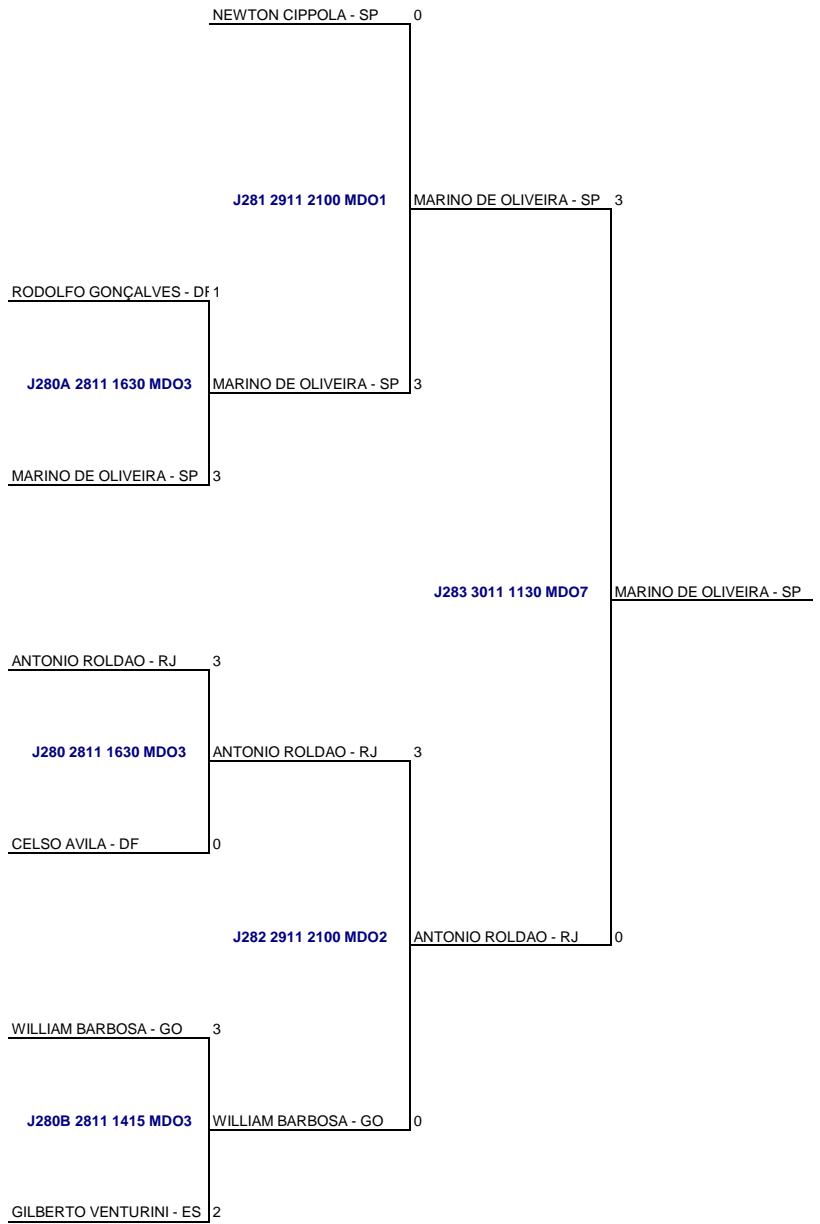 NEWTON CIPPOLA - SP 0
J281 2911 2100 MDO1 MARINO DE OLIVEIRA - SP 3
RODOLFO GONÇALVES - DF 1
J280A 2811 1630 MDO3 MARINO DE OLIVEIRA - SP 3
MARINO DE OLIVEIRA - SP 3
J283 3011 1130 MDO7 MARINO DE OLIVEIRA - SP
ANTONIO ROLDAO - RJ 3
J280 2811 1630 MDO3 ANTONIO ROLDAO - RJ 3
CELSO AVILA - DF 0
J282 2911 2100 MDO2 ANTONIO ROLDAO - RJ 0
WILLIAM BARBOSA - GO 3
J280B 2811 1415 MDO3 WILLIAM BARBOSA - GO 0
GILBERTO VENTURINI - ES 2